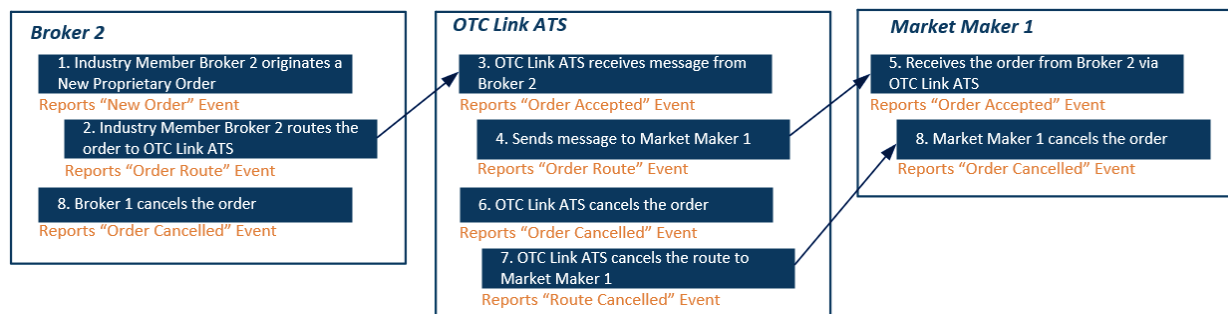 Broker 2
1. Industry Member Broker 2 originates a
New Proprietary Order
Reports “New Order” Event
2. Industry Member Broker 2 routes the
order to OTC Link ATS
Reports “Order Route” Event
8. Broker 1 cancels the order
Reports “Order Cancelled” Event
OTC Link ATS
3. OTC Link ATS receives message from
Broker 2
Reports “Order Accepted” Event
4. Sends message to Market Maker 1
Reports “Order Route” Event
6. OTC Link ATS cancels the order
Reports “Order Cancelled” Event
7. OTC Link ATS cancels the route to
Market Maker 1
Reports “Route Cancelled” Event
Market Maker 1
5. Receives the order from Broker 2 via
OTC Link ATS
Reports “Order Accepted” Event
8. Market Maker 1 cancels the order
Reports “Order Cancelled” Event